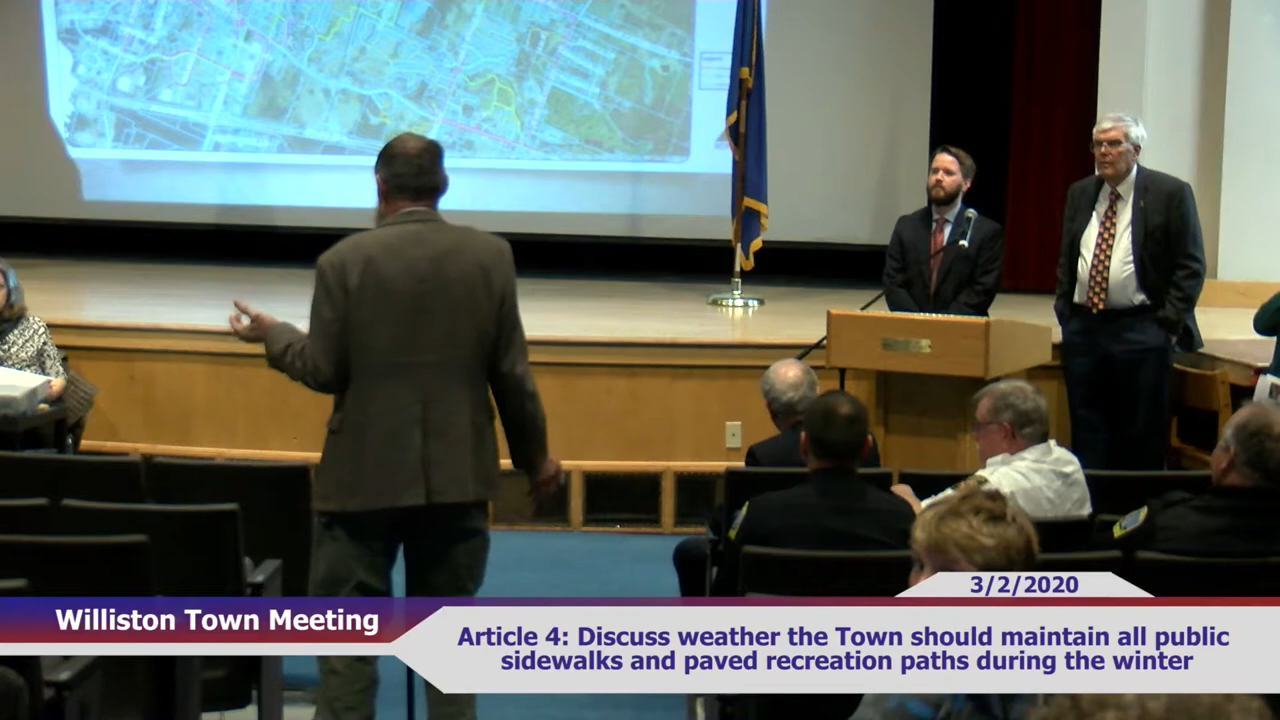 3/2/2020
Williston Town Meeting
Article 4: Discuss weather the Town should maintain all public
sidewalks and paved recreation paths during the winter